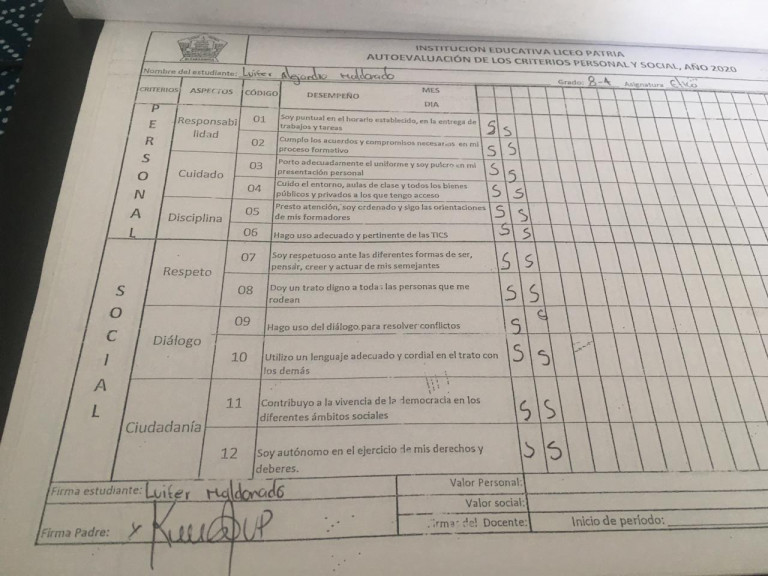 INSTITUCION EDUCATIVA LICEO PATRIA
AUTOEVALUACIÓN DE LOS CRITERIOS PERSONAL Y SOCIAL, AÑO 2020
Nombre del estudiante: Luiter Alejandro Maldonado Grado: 8-4 Asignatura
CRITERIOS ASPECTOS CÓDIGO DESEMPEÑO MES
DIA
PERSONAL
Responsabilidad
01 Soy puntual en el horario establecido, en la entrega de
trabajos y tareas S S
02 Cumplo los acuerdos y compromisos necesarios en mi
proceso formativo S S
Cuidado
03 Porto adecuadamente el uniforme y soy pulcro en mi
presentación personal S S
04 Cuido el entorno, aulas de clase y todos los bienes
públicos y privados a los que tengo acceso S S
Disciplina
05 Presto atención, soy ordenado y sigo las orientaciones
de mis formadores S S
06 Hago uso adecuado y pertinente de las TICS S S
SOCIAL
Respeto
07 Soy respetuoso ante las diferentes formas de ser,
pensar, creer y actuar de mis semejantes S S
08 Doy un trato digno a todas las personas que me
rodean S S
Diálogo
09 Hago uso del diálogo para resolver conflictos S S
10 Utilizo un lenguaje adecuado y cordial en el trato con
los demás S S
Ciudadanía
11 Contribuyo a la vivencia de la democracia en los
diferentes ámbitos sociales S S
12 Soy autónomo en el ejercicio de mis derechos y
deberes. S S
Firma estudiante: Luiter Maldonado Valor Personal:
Valor social:
Firma Padre: x Firma del Docente: Inicio de período: